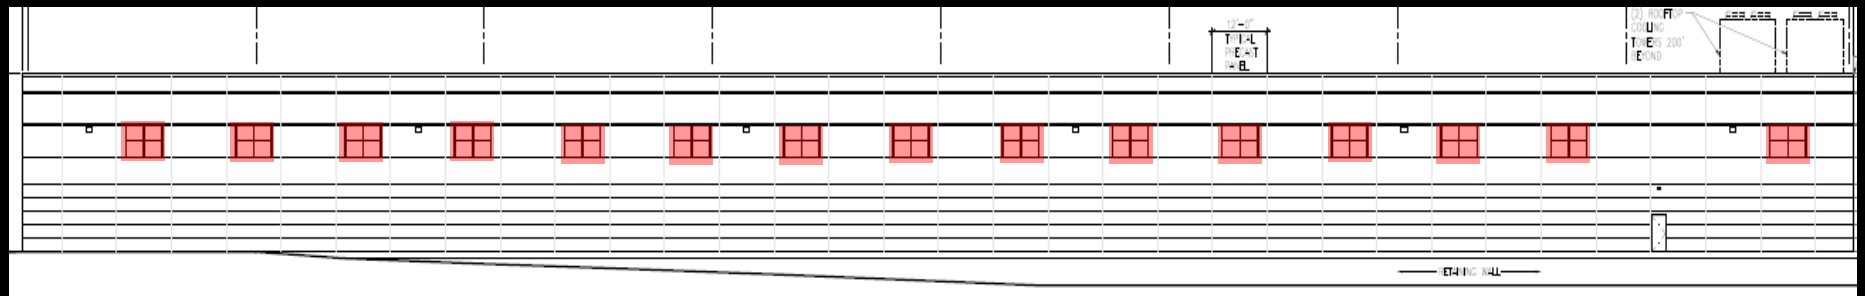 12'-0"
TYPICAL
PRECAST
PANEL
(2) ROOFTOP
COOLING
TOWERS 200'
BEYOND
RETAINING WALL